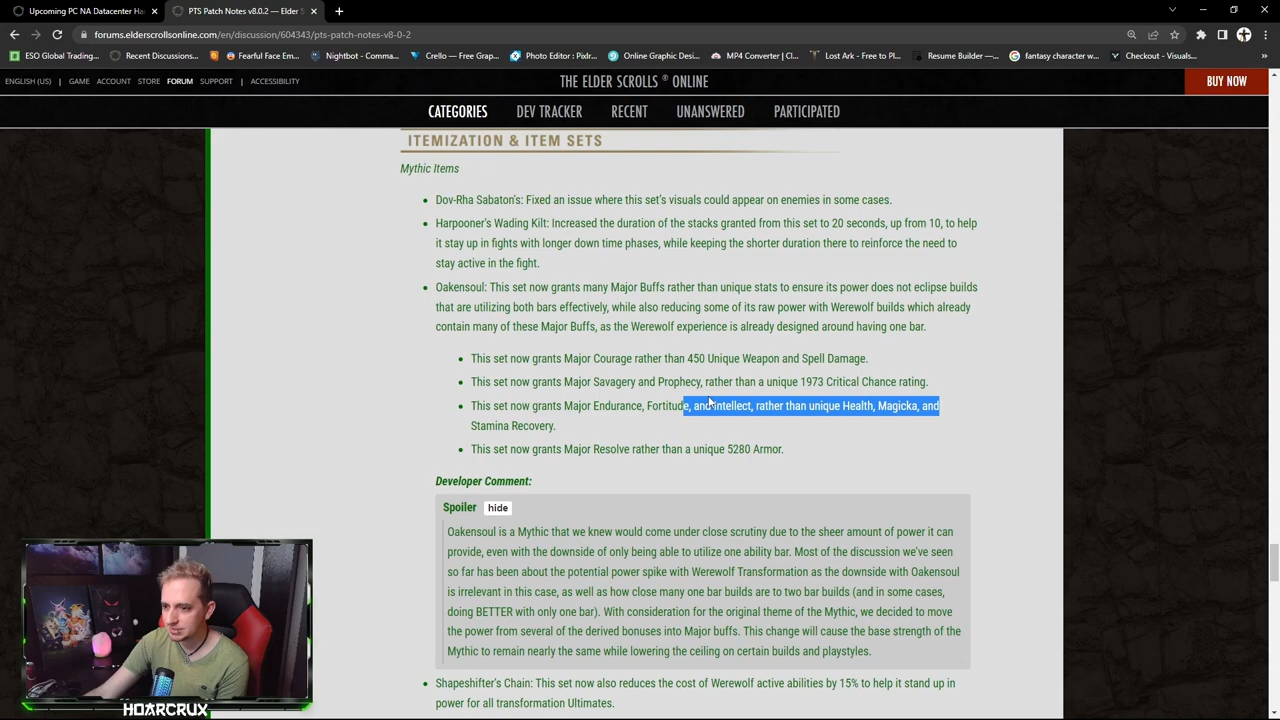 Upcoming PC NA Datacenter Har
PTS Patch Notes v8.0.2 — Elder S
forums.elderscrollsonline.com/en/discussion/604343/pts-patch-notes-v8-0-2
ESO Global Trading...
Recent Discussions...
Fearful Face Em...
Nightbot - Comma...
Crello — Free Grap...
Photo Editor : Pixlr...
Online Graphic Desi...
MP4 Converter | Cl...
Lost Ark - Free to Pl...
Resume Builder -...
fantasy character w...
Checkout - Visuals...
ENGLISH (US) | GAME ACCOUNT STORE FORUM SUPPORT | ACCESSIBILITY
THE ELDER SCROLLS ® ONLINE
BUY NOW
CATEGORIES DEV TRACKER RECENT UNANSWERED PARTICIPATED
ITEMIZATION & ITEM SETS
Mythic Items
• Dov-Rha Sabaton's: Fixed an issue where this set's visuals could appear on enemies in some cases.
• Harpooner's Wading Kilt: Increased the duration of the stacks granted from this set to 20 seconds, up from 10, to help
it stay up in fights with longer down time phases, while keeping the shorter duration there to reinforce the need to
stay active in the fight.
• Oakensoul: This set now grants many Major Buffs rather than unique stats to ensure its power does not eclipse builds
that are utilizing both bars effectively, while also reducing some of its raw power with Werewolf builds which already
contain many of these Major Buffs, as the Werewolf experience is already designed around having one bar.
• This set now grants Major Courage rather than 450 Unique Weapon and Spell Damage.
• This set now grants Major Savagery and Prophecy, rather than a unique 1973 Critical Chance rating.
• This set now grants Major Endurance, Fortitude, and Intellect, rather than unique Health, Magicka, and
Stamina Recovery.
• This set now grants Major Resolve rather than a unique 5280 Armor.
Developer Comment:
Spoiler hide
Oakensoul is a Mythic that we knew would come under close scrutiny due to the sheer amount of power it can
provide, even with the downside of only being able to utilize one ability bar. Most of the discussion we've seen
so far has been about the potential power spike with Werewolf Transformation as the downside with Oakensoul
is irrelevant in this case, as well as how close many one bar builds are to two bar builds (and in some cases,
doing BETTER with only one bar). With consideration for the original theme of the Mythic, we decided to move
the power from several of the derived bonuses into Major buffs. This change will cause the base strength of the
Mythic to remain nearly the same while lowering the ceiling on certain builds and playstyles.
• Shapeshifter's Chain: This set now also reduces the cost of Werewolf active abilities by 15% to help it stand up in
power for all transformation Ultimates.
HOARCRUX